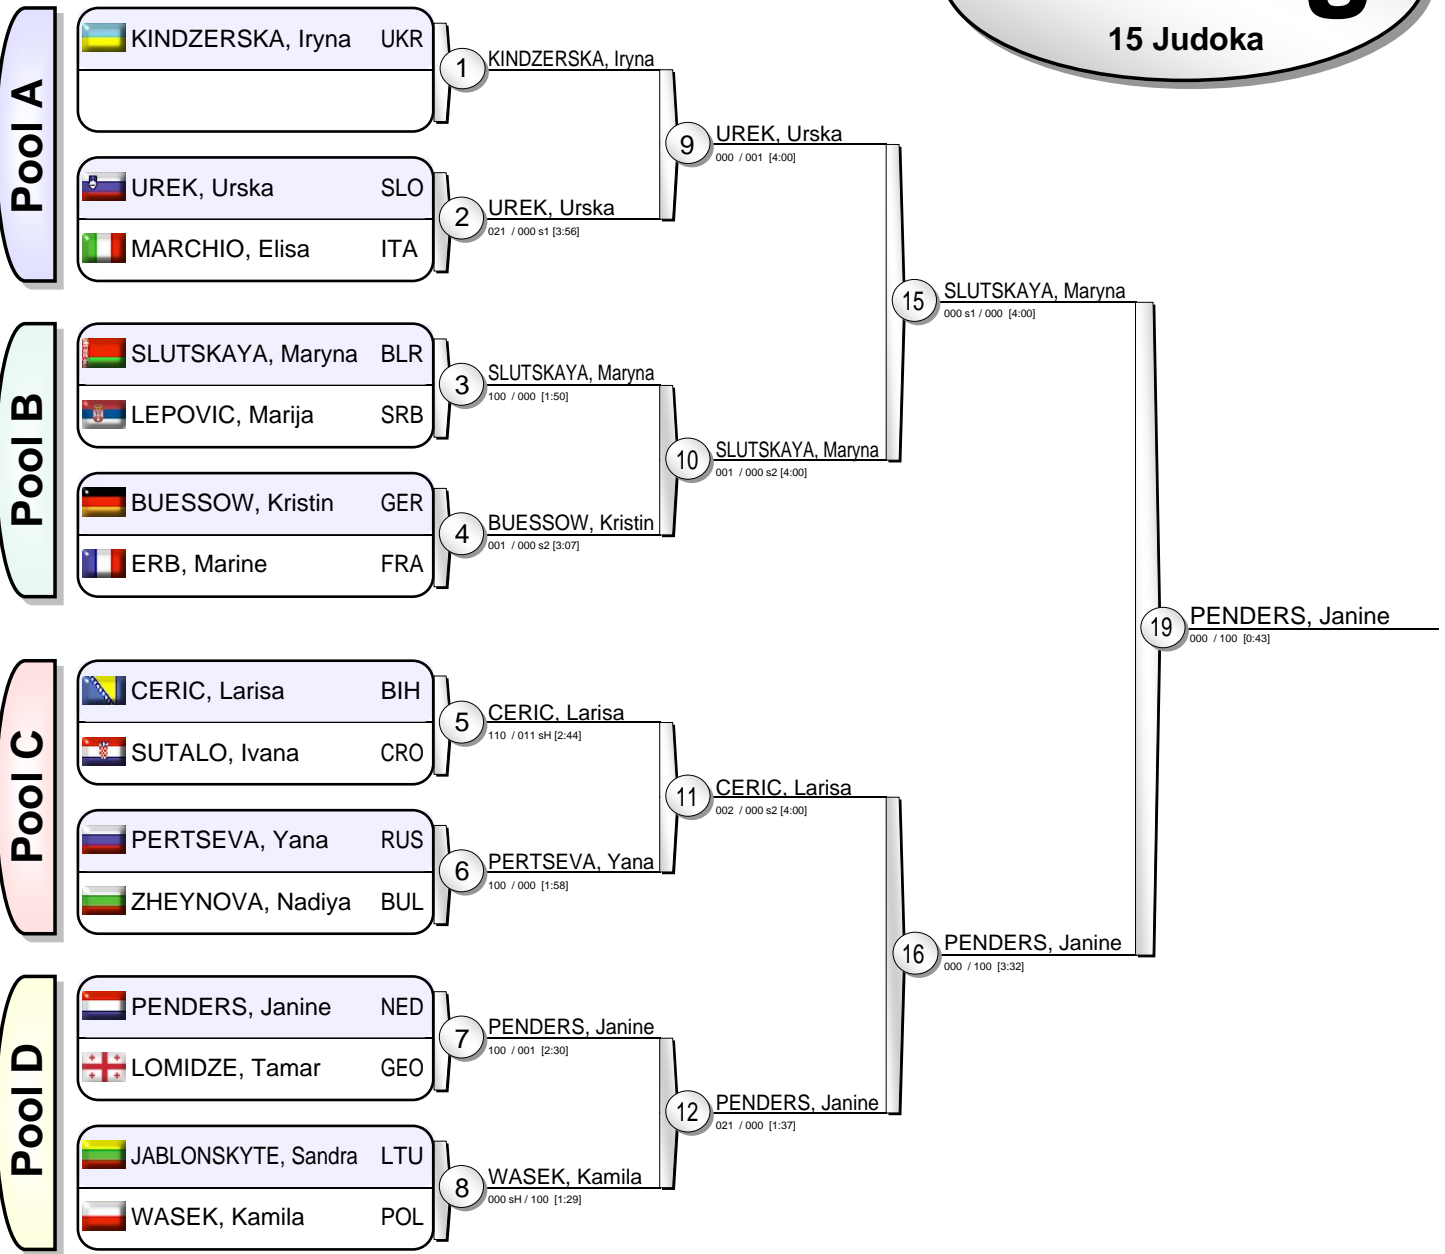 15 Judoka
Pool A
KINDZERSKA, Iryna UKR
1
KINDZERSKA, Iryna
UREK, Urska SLO
MARCHIO, Elisa ITA
2
UREK, Urska
021 / 000 s1 [3:56]
9
UREK, Urska
000 / 001 [4:00]
Pool B
SLUTSKAYA, Maryna BLR
LEPOVIC, Marija SRB
3
SLUTSKAYA, Maryna
100 / 000 [1:50]
BUESSOW, Kristin GER
ERB, Marine FRA
4
BUESSOW, Kristin
001 / 000 s2 [3:07]
10
SLUTSKAYA, Maryna
001 / 000 s2 [4:00]
15
SLUTSKAYA, Maryna
000 s1 / 000 [4:00]
Pool C
CERIC, Larisa BIH
SUTALO, Ivana CRO
5
CERIC, Larisa
110 / 011 sH [2:44]
PERTSEVA, Yana RUS
ZHEYNOVA, Nadiya BUL
6
PERTSEVA, Yana
100 / 000 [1:58]
11
CERIC, Larisa
002 / 000 s2 [4:00]
Pool D
PENDERS, Janine NED
LOMIDZE, Tamar GEO
7
PENDERS, Janine
100 / 001 [2:30]
JABLONSKYTE, Sandra LTU
WASEK, Kamila POL
8
WASEK, Kamila
000 sH / 100 [1:29]
12
PENDERS, Janine
021 / 000 [1:37]
16
PENDERS, Janine
000 / 100 [3:32]
19
PENDERS, Janine
000 / 100 [0:43]